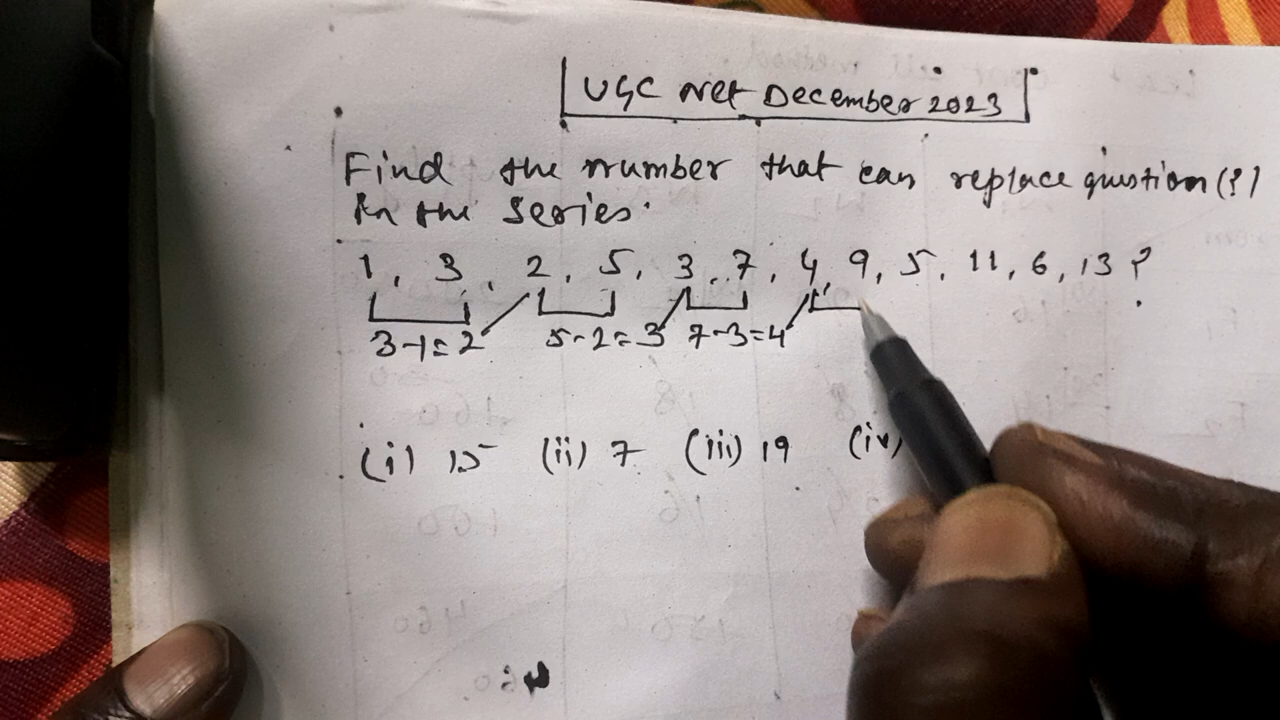 UGC Net December 2023
Find the number that can replace question (?)
in the series.
1, 3, 2, 5, 3, 7, 4, 9, 5, 11, 6, 13 ?
3-1=2 5-2=3 7-3=4
(i) 15 (ii) 7 (iii) 19 (iv)